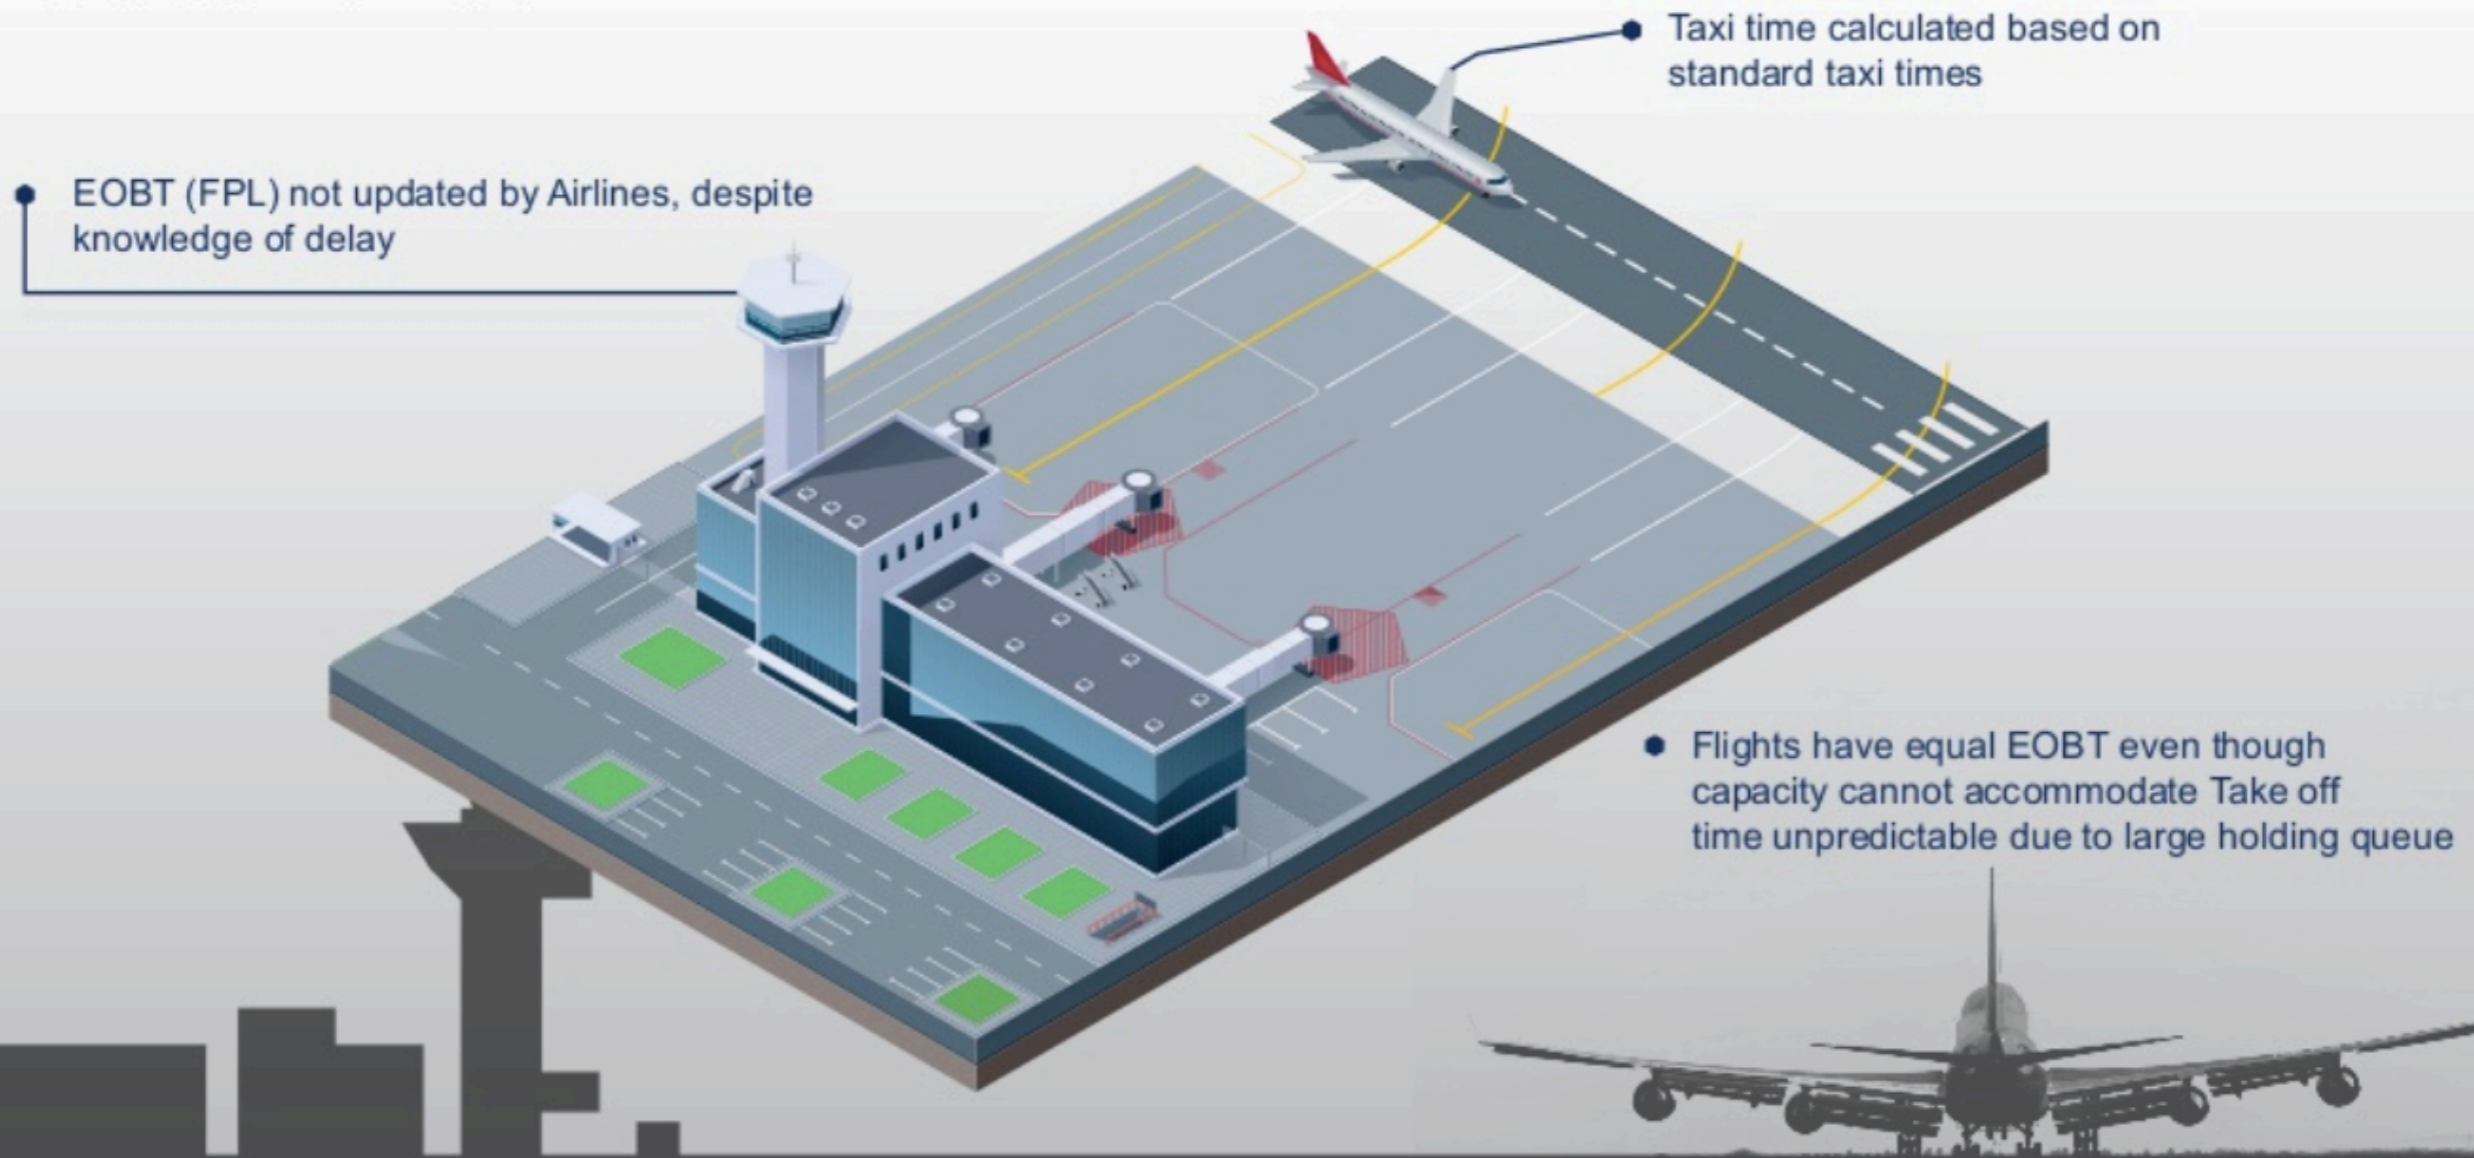 Taxi time calculated based on
standard taxi times
EOBT (FPL) not updated by Airlines, despite
knowledge of delay
Flights have equal EOBT even though
capacity cannot accommodate Take off
time unpredictable due to large holding queue